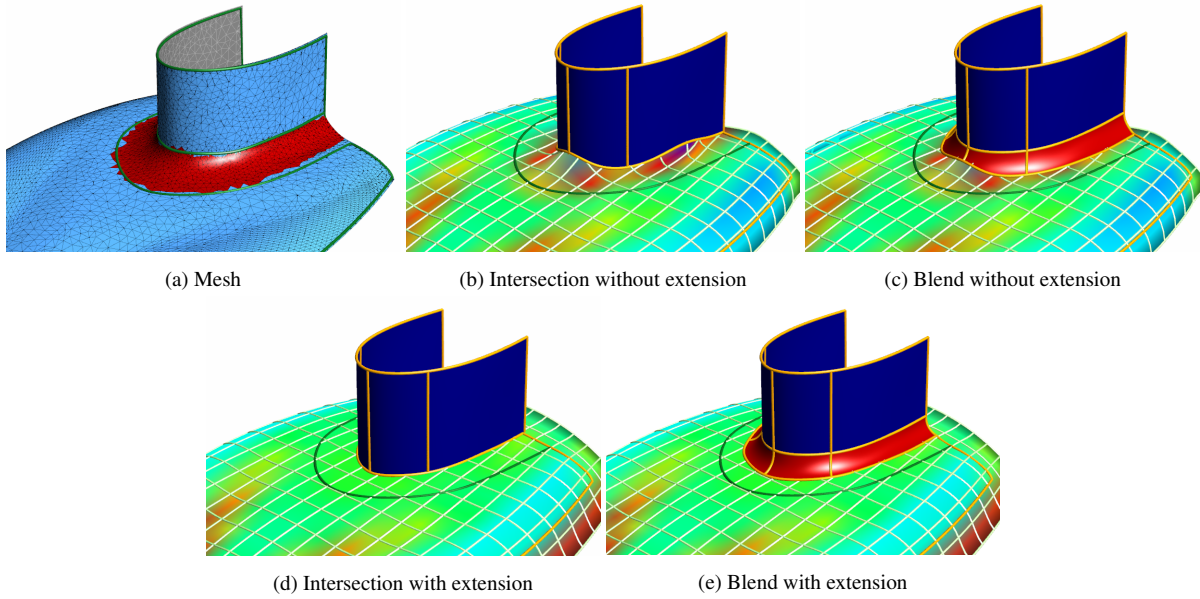 (a) Mesh
(b) Intersection without extension
(c) Blend without extension
(d) Intersection with extension
(e) Blend with extension